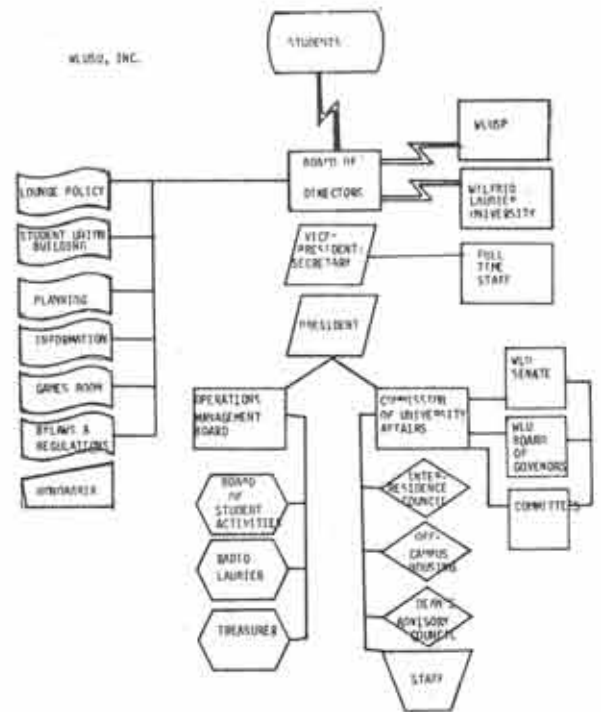 STUDENTS
WLUSU, INC.
WLUSP
BOARD OF
DIRECTORS
LOUNGE POLICY
WILFRID
LAURIER
UNIVERSITY
STUDENT UNION
BUILDING
VICE-
PRESIDENT:
SECRETARY
FULL
TIME
STAFF
PLANNING
PRESIDENT
INFORMATION
GAMES ROOM
OPERATIONS
MANAGEMENT
BOARD
COMMISSION
OF UNIVERSITY
AFFAIRS
WLU
SENATE
BYLAWS &
REGULATIONS
WLU
BOARD
OF
GOVENORS
BOARD
OF
STUDENT
ACTIVITIES
INTER-
RESIDENCE
COUNCIL
COMMITTEES
RADIO
LAURIER
OFF-
CAMPUS
HOUSING
TREASURER
DEAN'S
ADVISORY
COUNCIL
STAFF